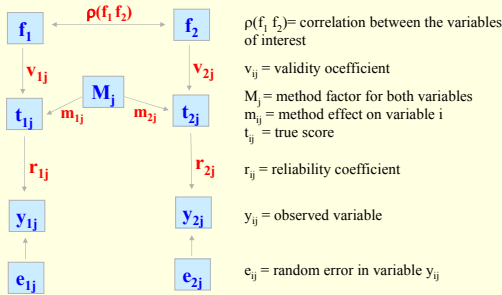 ρ(f1 f2)
f1
f2
v1j
v2j
Mj
m1j
m2j
t1j
t2j
r1j
r2j
y1j
y2j
e1j
e2j
ρ(f1 f2)= correlation between the variables
of interest
vij = validity ocefficient
Mj = method factor for both variables
mij = method effect on variable i
tij = true score
rij = reliability coefficient
yij = observed variable
eij = random error in variable yij